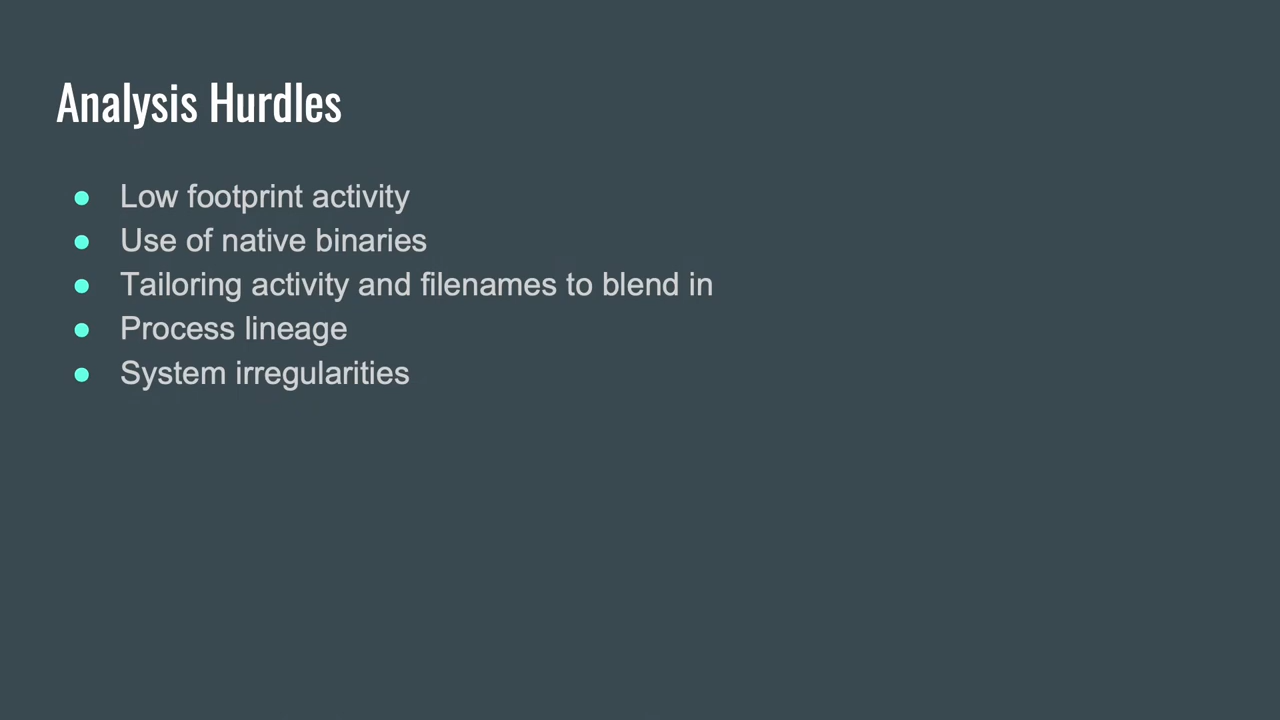 Analysis Hurdles
● Low footprint activity
● Use of native binaries
● Tailoring activity and filenames to blend in
● Process lineage
● System irregularities